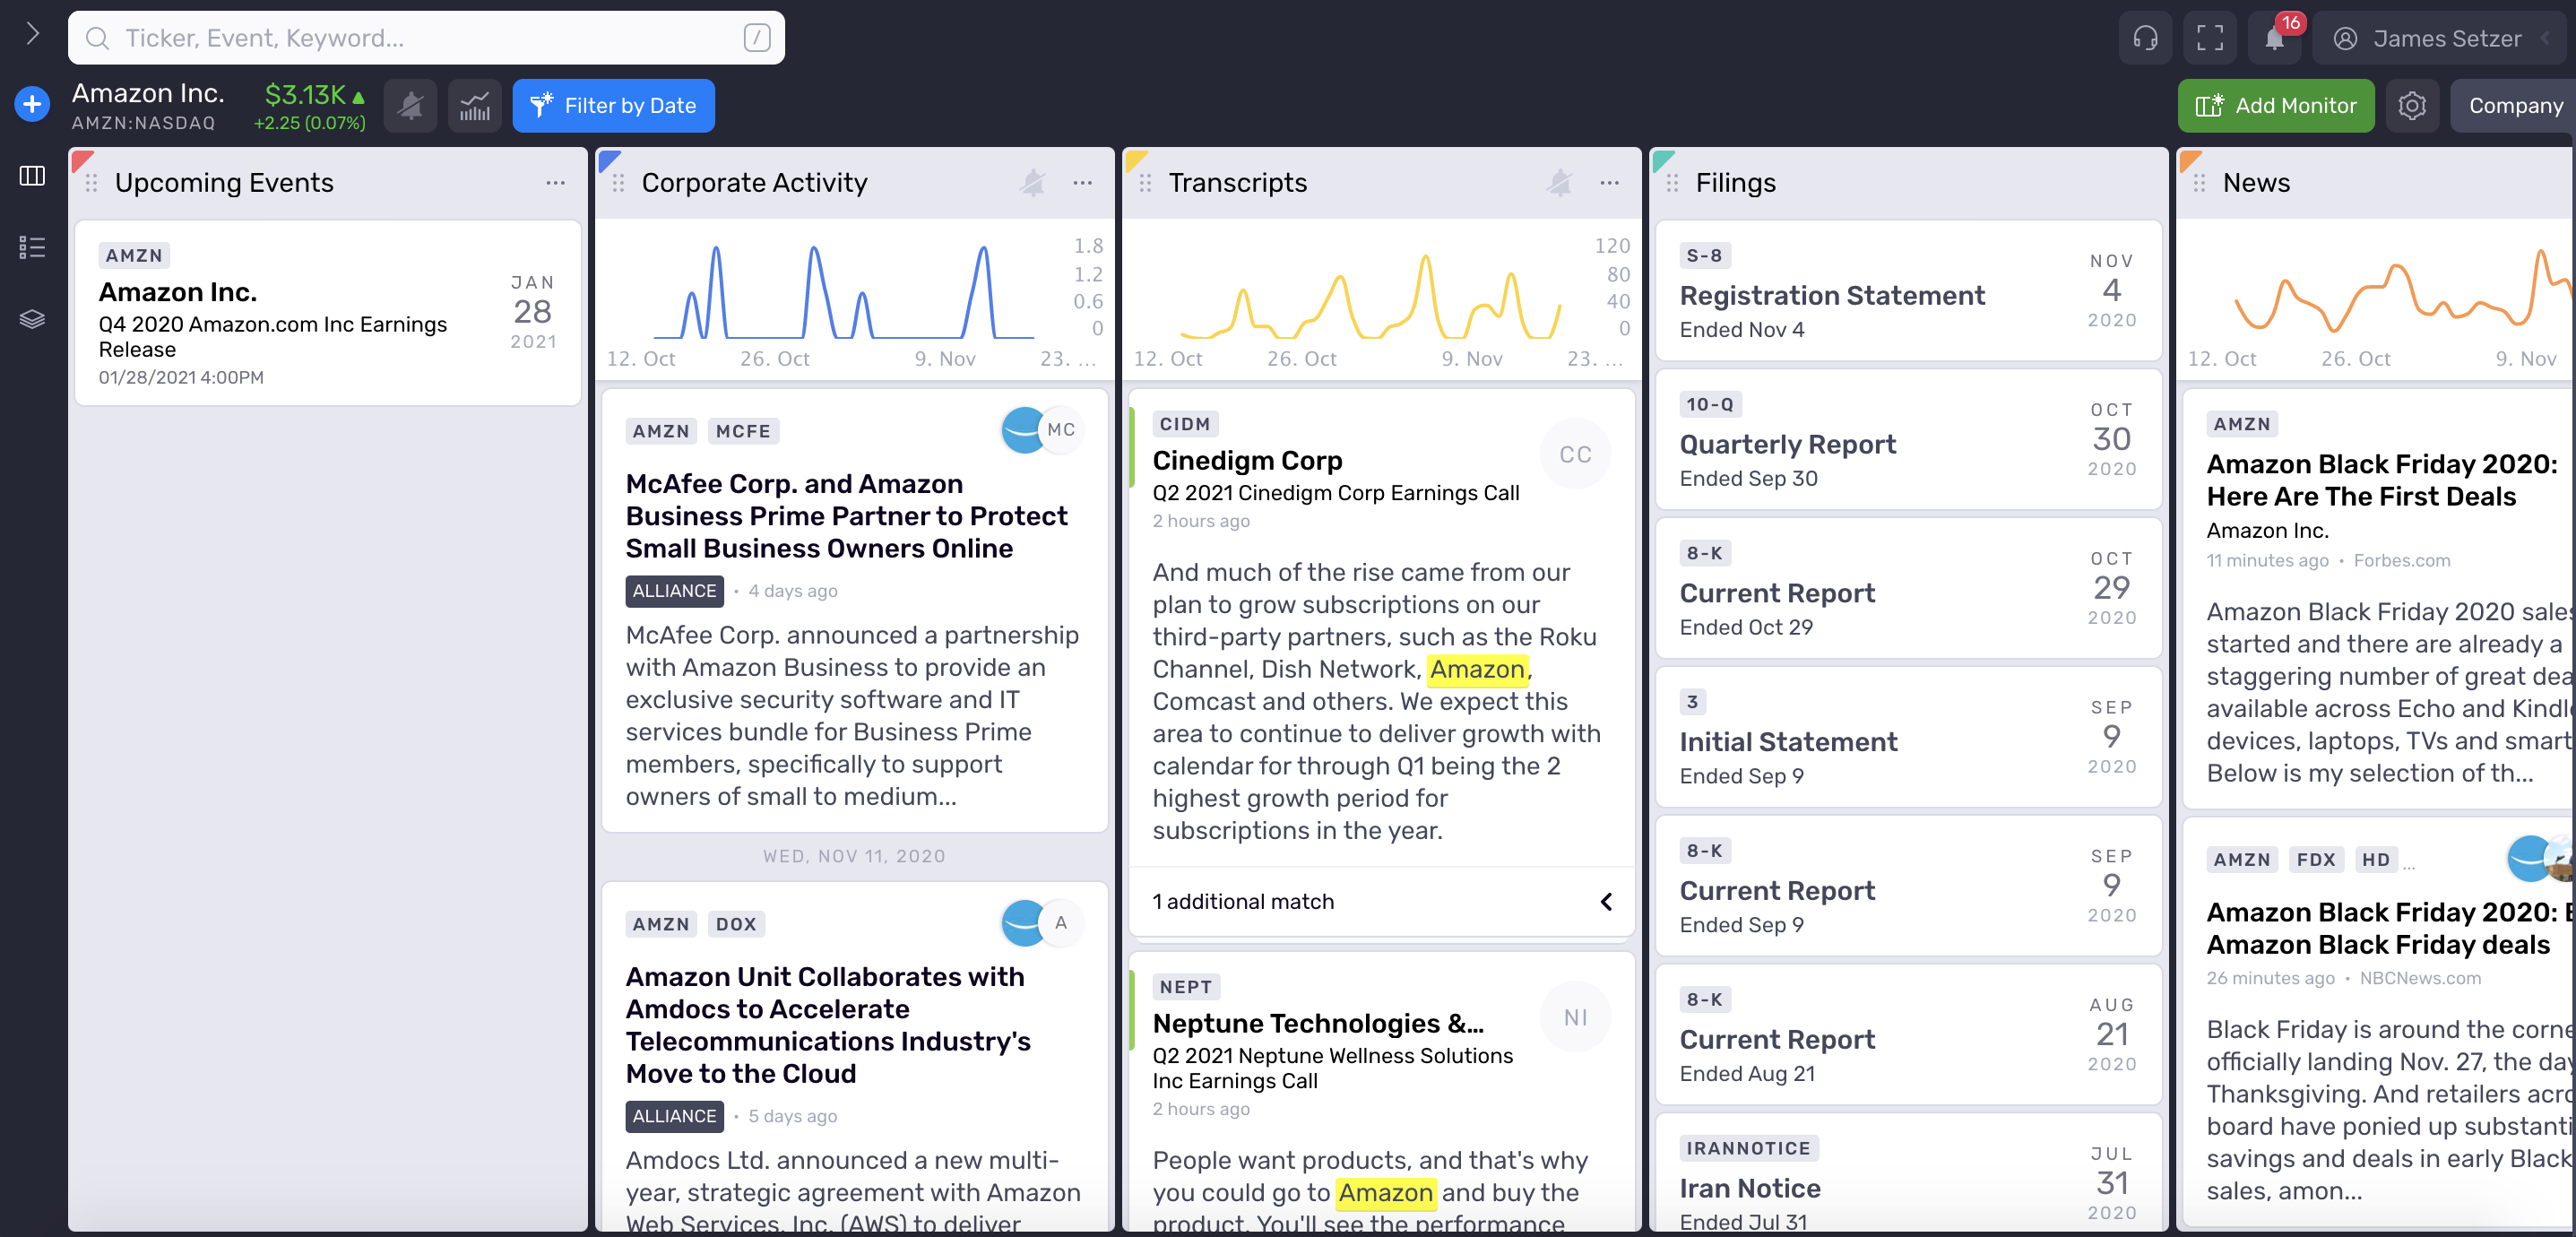 Ticker, Event, Keyword...
/
16
James Setzer
Amazon Inc.
AMZN:NASDAQ
$3.13K
+2.25 (0.07%)
Filter by Date
Add Monitor
Company
Upcoming Events
AMZN
Amazon Inc.
Q4 2020 Amazon.com Inc Earnings
Release
01/28/2021 4:00PM
JAN
28
2021
Corporate Activity
1.8
1.2
0.6
0
12. Oct
26. Oct
9. Nov
23. ...
AMZN MCFE
MC
McAfee Corp. and Amazon
Business Prime Partner to Protect
Small Business Owners Online
ALLIANCE • 4 days ago
McAfee Corp. announced a partnership
with Amazon Business to provide an
exclusive security software and IT
services bundle for Business Prime
members, specifically to support
owners of small to medium...
WED, NOV 11, 2020
AMZN DOX
A
Amazon Unit Collaborates with
Amdocs to Accelerate
Telecommunications Industry's
Move to the Cloud
ALLIANCE • 5 days ago
Amdocs Ltd. announced a new multi-
year, strategic agreement with Amazon
Web Services, Inc. (AWS) to deliver
Transcripts
120
80
40
0
12. Oct
26. Oct
9. Nov
23. ...
CIDM
CC
Cinedigm Corp
Q2 2021 Cinedigm Corp Earnings Call
2 hours ago
And much of the rise came from our
plan to grow subscriptions on our
third-party partners, such as the Roku
Channel, Dish Network, Amazon,
Comcast and others. We expect this
area to continue to deliver growth with
calendar for through Q1 being the 2
highest growth period for
subscriptions in the year.
1 additional match
NEPT
NI
Neptune Technologies &...
Q2 2021 Neptune Wellness Solutions
Inc Earnings Call
2 hours ago
People want products, and that's why
you could go to Amazon and buy the
product. You'll see the performance
Filings
S-8
Registration Statement
Ended Nov 4
NOV
4
2020
10-Q
Quarterly Report
Ended Sep 30
OCT
30
2020
8-K
Current Report
Ended Oct 29
OCT
29
2020
3
Initial Statement
Ended Sep 9
SEP
9
2020
8-K
Current Report
Ended Sep 9
SEP
9
2020
8-K
Current Report
Ended Aug 21
AUG
21
2020
IRANNOTICE
Iran Notice
Ended Jul 31
JUL
31
2020
News
12. Oct
26. Oct
9. Nov
AMZN
Amazon Black Friday 2020:
Here Are The First Deals
Amazon Inc.
11 minutes ago • Forbes.com
Amazon Black Friday 2020 sales
started and there are already a
staggering number of great dea
available across Echo and Kindl
devices, laptops, TVs and smart
Below is my selection of th...
AMZN FDX HD ...
Amazon Black Friday 2020:
Amazon Black Friday deals
26 minutes ago • NBCNews.com
Black Friday is around the corne
officially landing Nov. 27, the day
Thanksgiving. And retailers acro
board have ponied up substanti
savings and deals in early Black
sales, amon...